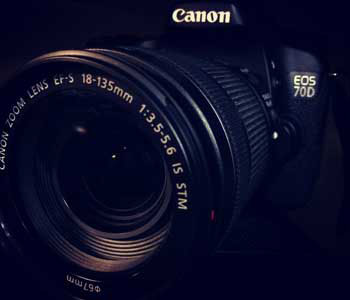 Canon
EOS
70D
CANON ZOOM LENS EF-S 18-135mm 1:3.5-5.6 IS STM
Φ67mm